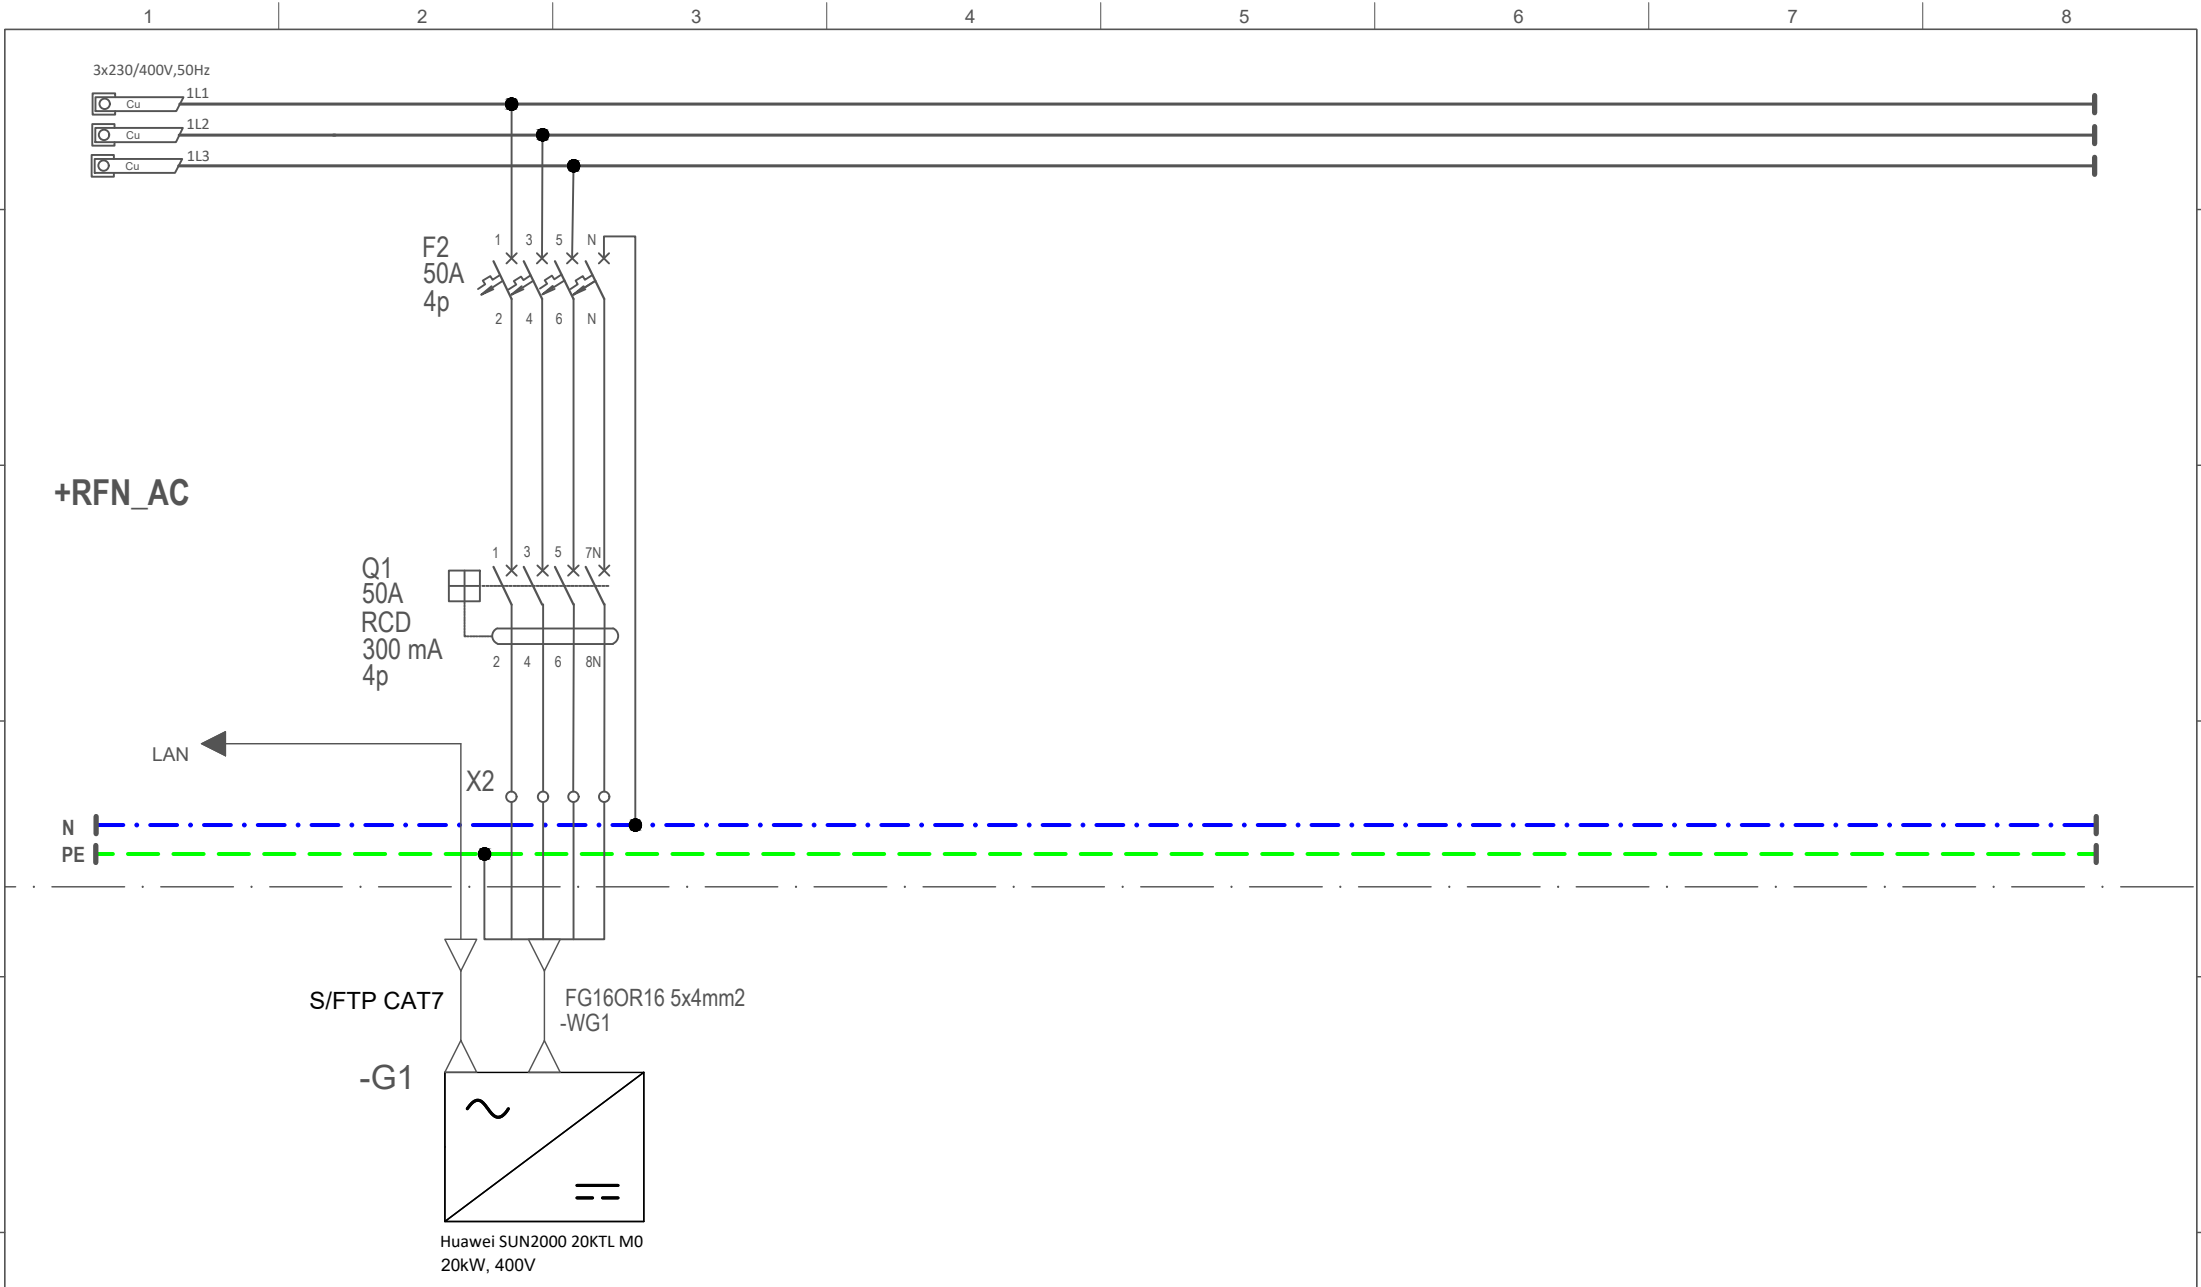 1 2 3 4 5 6 7 8
3x230/400V,50Hz
Cu 1L1
Cu 1L2
Cu 1L3
F2
50A
4p
1 3 5 N
2 4 6 N
+RFN_AC
Q1
50A
RCD
300 mA
4p
1 3 5 7N
2 4 6 8N
LAN
X2
N
PE
S/FTP CAT7
FG16OR16 5x4mm2
-WG1
-G1
Huawei SUN2000 20KTL M0
20kW, 400V